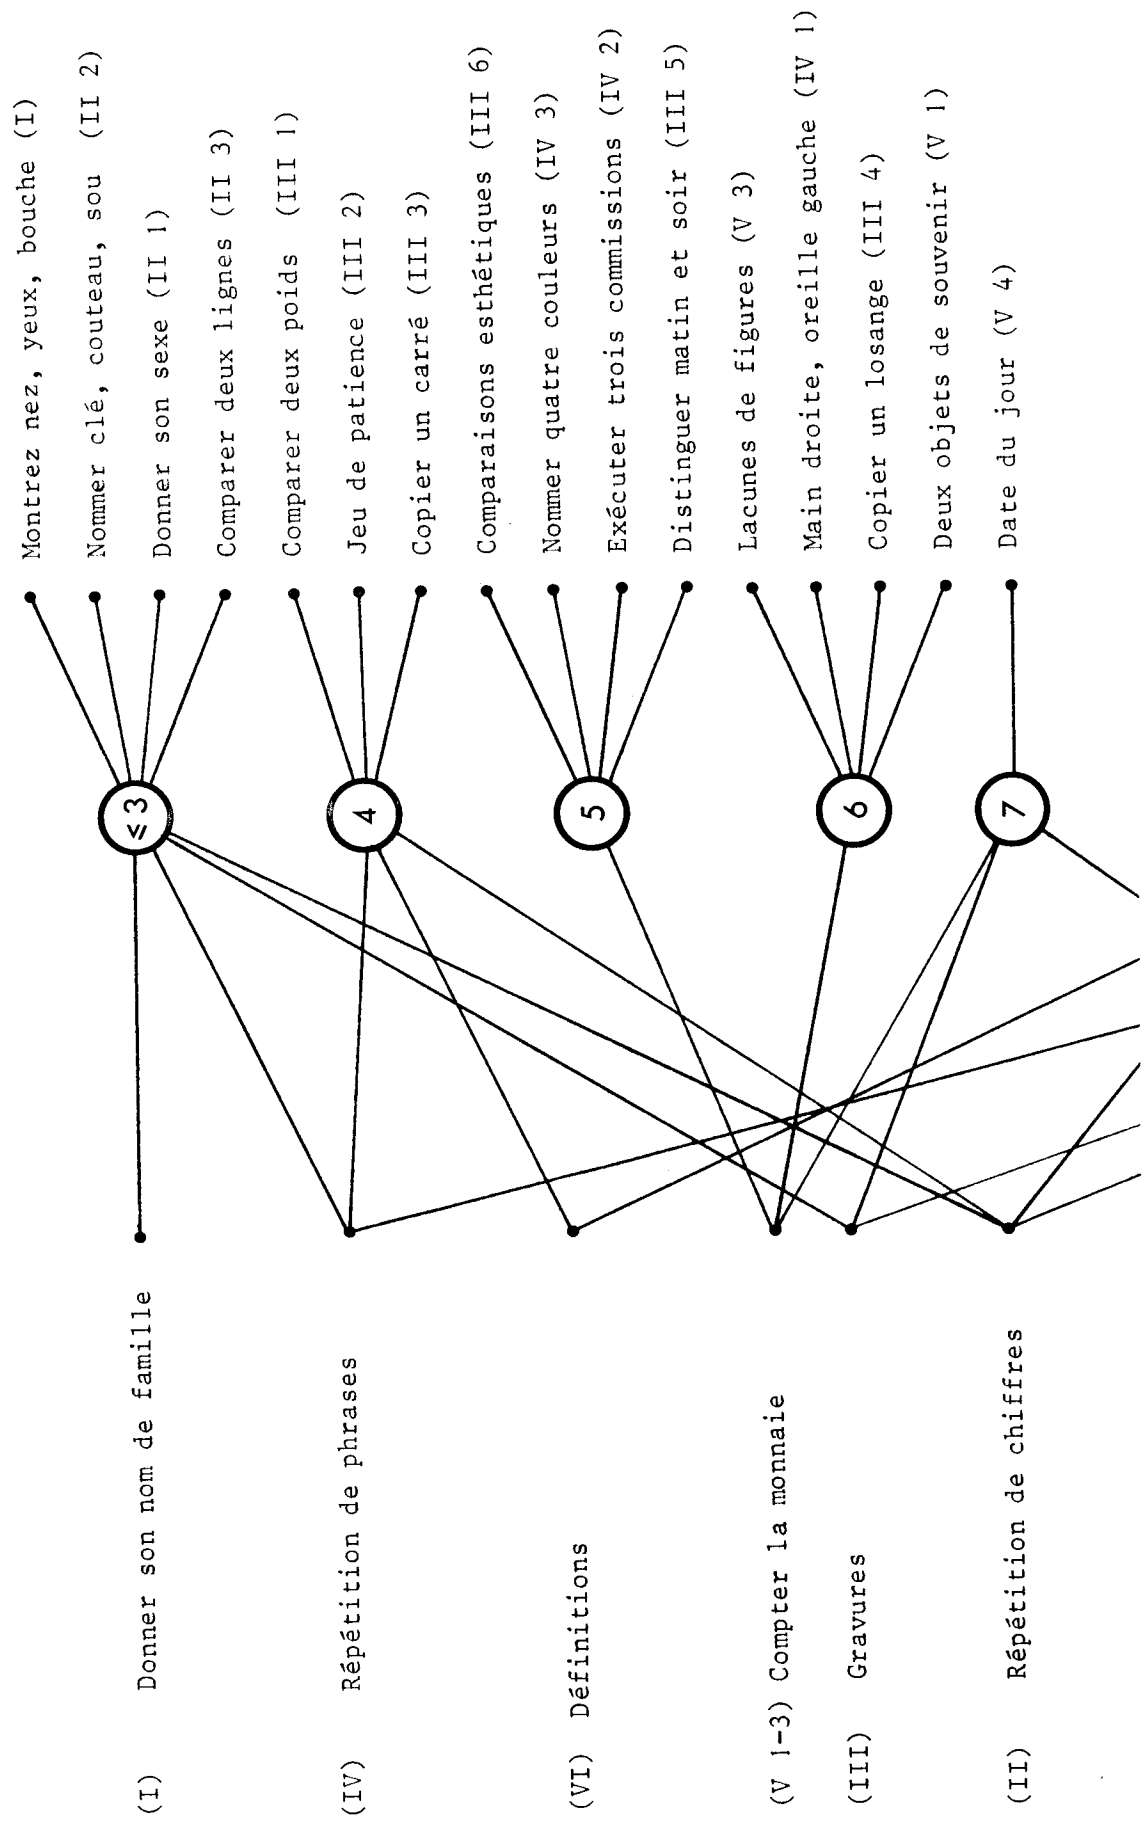 (I) Donner son nom de famille
(IV) Répétition de phrases
(VI) Définitions
(V 1-3) Compter la monnaie
(III) Gravures
(II) Répétition de chiffres
≤ 3
4
5
6
7
Montrez nez, yeux, bouche (I)
Nommer clé, couteau, sou (II 2)
Donner son sexe (II 1)
Comparer deux lignes (II 3)
Comparer deux poids (III 1)
Jeu de patience (III 2)
Copier un carré (III 3)
Comparaisons esthétiques (III 6)
Nommer quatre couleurs (IV 3)
Exécuter trois commissions (IV 2)
Distinguer matin et soir (III 5)
Lacunes de figures (V 3)
Main droite, oreille gauche (IV 1)
Copier un losange (III 4)
Deux objets de souvenir (V 1)
Date du jour (V 4)